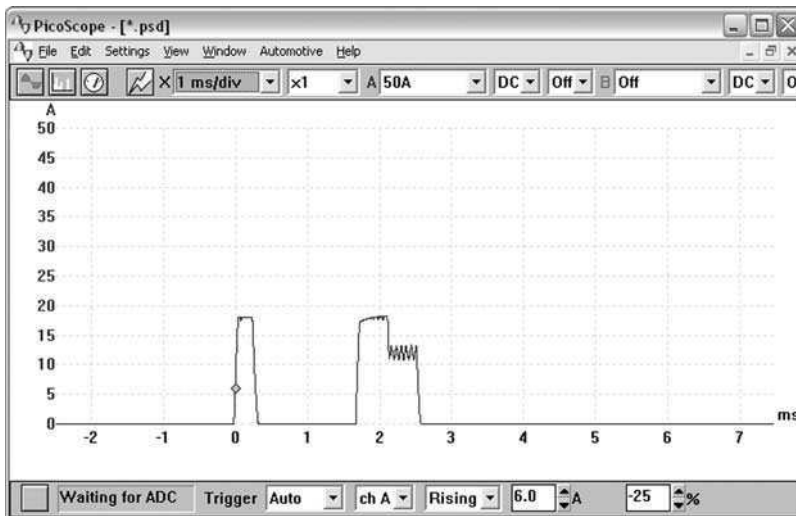 PicoScope - [*.psd]
File Edit Settings View Window Automotive Help
X 1 ms/div x1 A 50A DC Off B Off DC O
A
50
45
40
35
30
25
20
15
10
5
0
-2 -1 0 1 2 3 4 5 6 7 ms
Waiting for ADC Trigger Auto ch A Rising 6.0 A -25 %